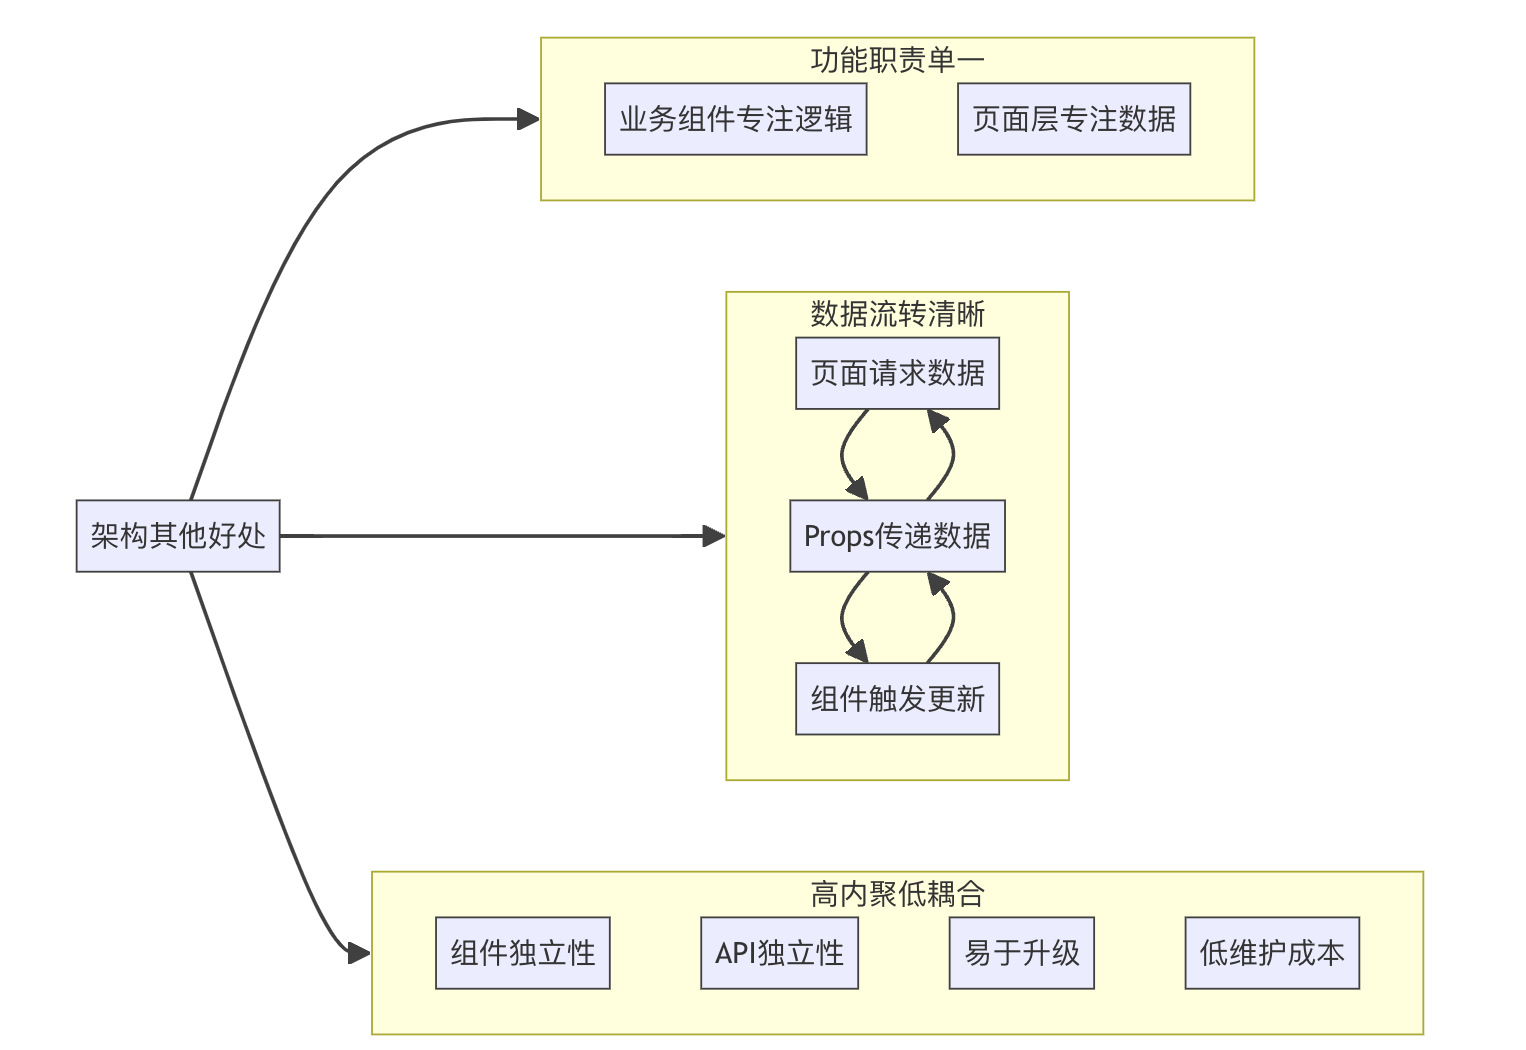 功能职责单一
业务组件专注逻辑
页面层专注数据
数据流转清晰
页面请求数据
架构其他好处
Props传递数据
组件触发更新
高内聚低耦合
组件独立性
API独立性
易于升级
低维护成本